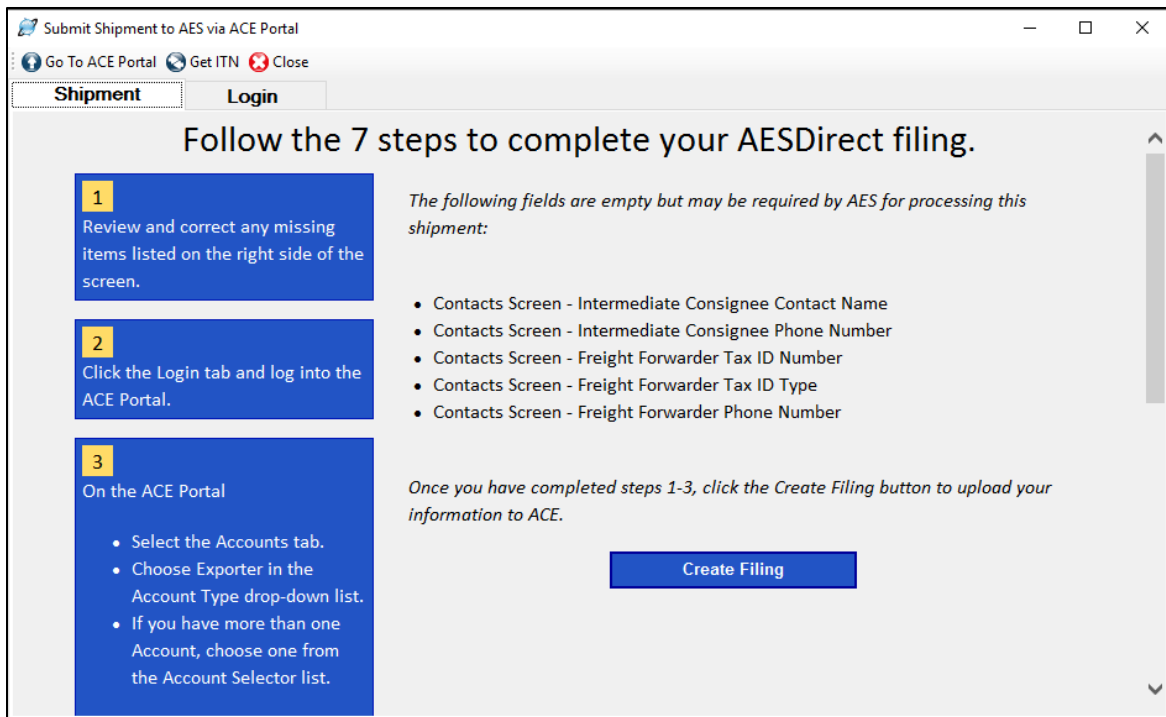 Submit Shipment to AES via ACE Portal
Go To ACE Portal Get ITN Close
Shipment Login
Follow the 7 steps to complete your AESDirect filing.
1
Review and correct any missing
items listed on the right side of the
screen.
2
Click the Login tab and log into the
ACE Portal.
3
On the ACE Portal
• Select the Accounts tab.
• Choose Exporter in the
Account Type drop-down list.
• If you have more than one
Account, choose one from
the Account Selector list.
The following fields are empty but may be required by AES for processing this
shipment:
• Contacts Screen - Intermediate Consignee Contact Name
• Contacts Screen - Intermediate Consignee Phone Number
• Contacts Screen - Freight Forwarder Tax ID Number
• Contacts Screen - Freight Forwarder Tax ID Type
• Contacts Screen - Freight Forwarder Phone Number
Once you have completed steps 1-3, click the Create Filing button to upload your
information to ACE.
Create Filing